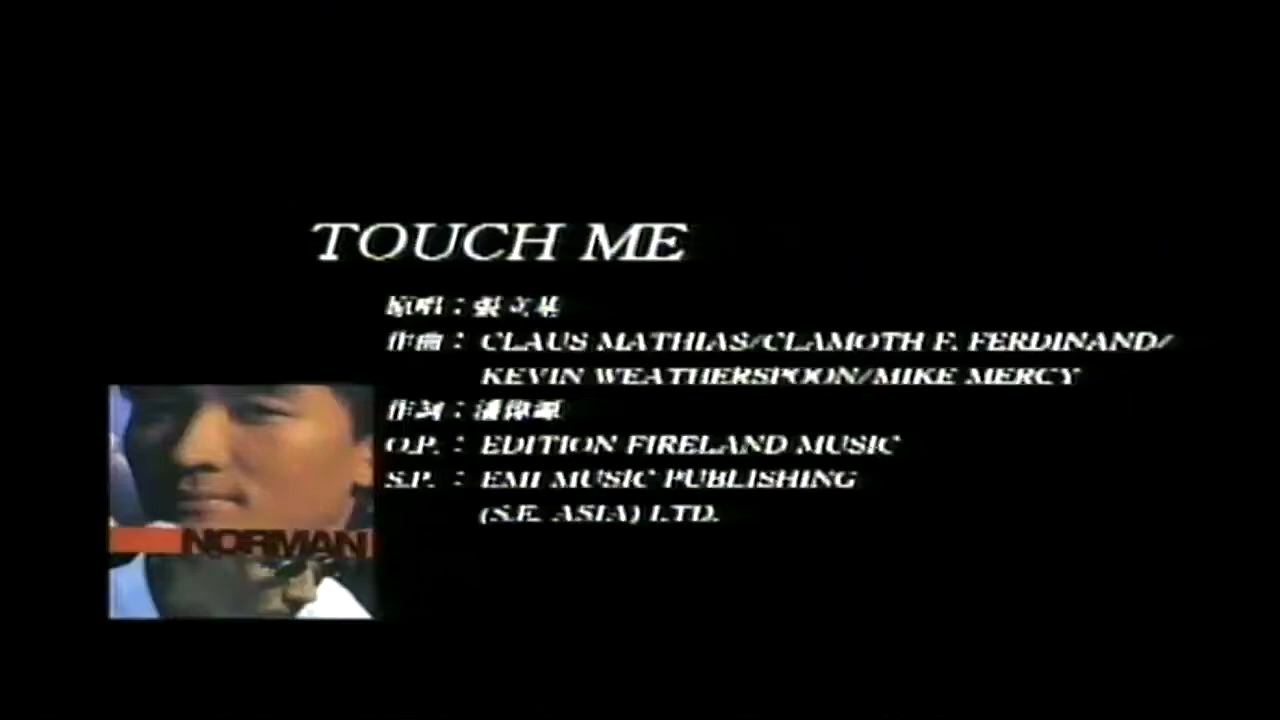 TOUCH ME
原唱：張立基
作曲： CLAUS MATHIAS/CLAMOTH F. FERDINAND/
KEVIN WEATHERSPOON/MIKE MERCY
作詞：潘偉源
O.P. ： EDITION FIRELAND MUSIC
S.P. ： EMI MUSIC PUBLISHING
(S.E. ASIA) LTD.
NORMAN